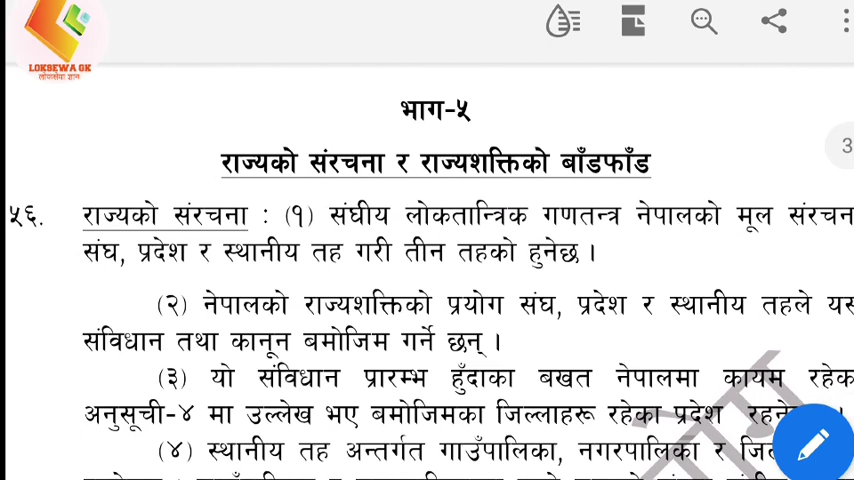 LOKSEWA GK
लोकसेवा ज्ञान
भाग-५
3
राज्यको संरचना र राज्यशक्तिको बाँडफाँड
५६. राज्यको संरचना : (१) संघीय लोकतान्त्रिक गणतन्त्र नेपालको मूल संरचन
संघ, प्रदेश र स्थानीय तह गरी तीन तहको हुनेछ ।
(२) नेपालको राज्यशक्तिको प्रयोग संघ, प्रदेश र स्थानीय तहले यस
संविधान तथा कानून बमोजिम गर्ने छन् ।
(३) यो संविधान प्रारम्भ हुँदाका बखत नेपालमा कायम रहेक
अनुसूची-४ मा उल्लेख भए बमोजिमका जिल्लाहरू रहेका प्रदेश
(४) स्थानीय तह अन्तर्गत गाउँपालिका, नगरपालिका र